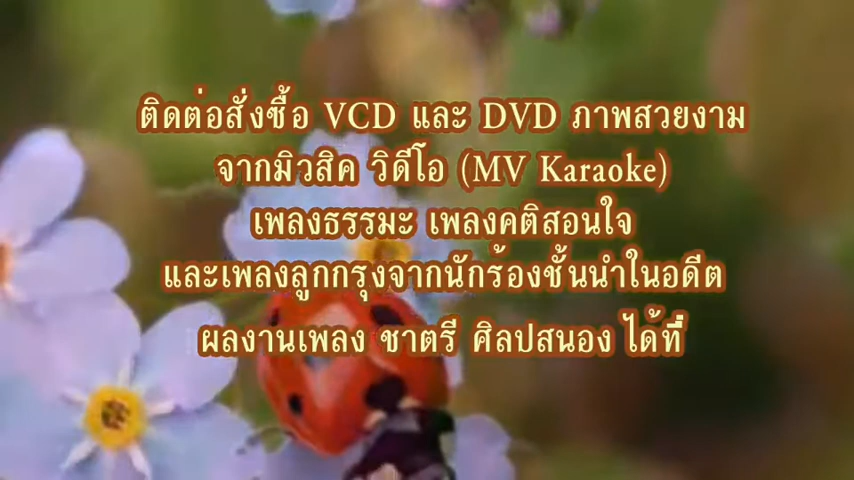 ติดต่อสั่งซื้อ VCD และ DVD ภาพสวยงาม
จากมิวสิค วิดีโอ (MV Karaoke)
เพลงธรรมะ เพลงคติสอนใจ
และเพลงลูกกรุงจากนักร้องชั้นนำในอดีต
ผลงานเพลง ชาตรี ศิลปสนอง ได้ที่